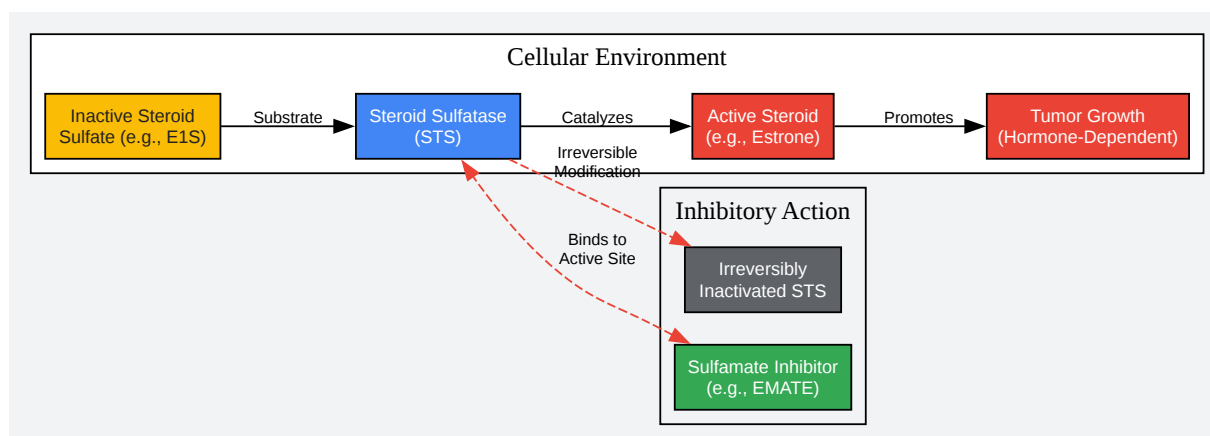 Cellular Environment
Inactive Steroid
Sulfate (e.g., E1S)
Substrate
Steroid Sulfatase
(STS)
Catalyzes
Active Steroid
(e.g., Estrone)
Promotes
Tumor Growth
(Hormone-Dependent)
Irreversible
Modification
Inhibitory Action
Binds to
Active Site
Irreversibly
Inactivated STS
Sulfamate Inhibitor
(e.g., EMATE)